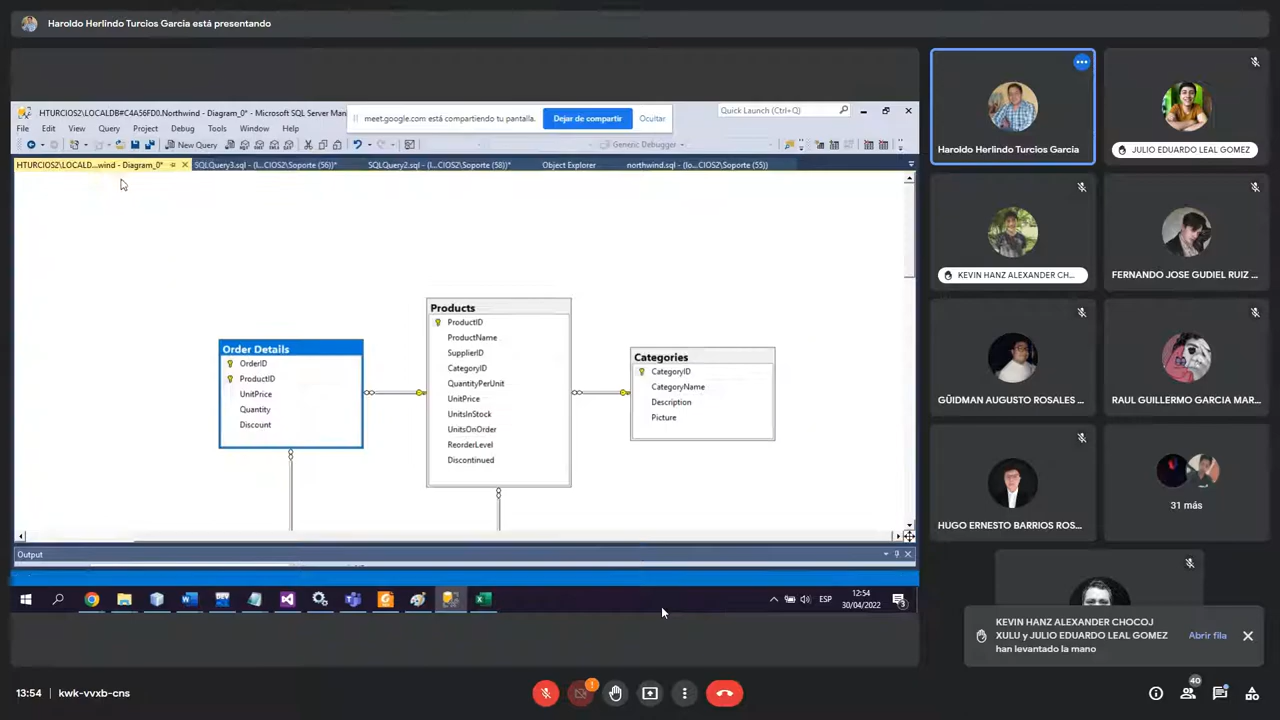 Haroldo Herlindo Turcios Garcia está presentando
HTURCIOS2\LOCALDB#C4A56FD0.Northwind - Diagram_0* - Microsoft SQL Server Man
meet.google.com está compartiendo tu pantalla.
Dejar de compartir
Ocultar
Quick Launch (Ctrl+Q)
File Edit View Query Project Debug Tools Window Help
New Query
Generic Debugger
HTURCIOS2\LOCALD...wind - Diagram_0*
SQLQuery3.sql - (l...CIOS2\Soporte (56))*
SQLQuery2.sql - (l...CIOS2\Soporte (58))*
Object Explorer
northwind.sql - (lo...CIOS2\Soporte (55))
Order Details
OrderID
ProductID
UnitPrice
Quantity
Discount
Products
ProductID
ProductName
SupplierID
CategoryID
QuantityPerUnit
UnitPrice
UnitsInStock
UnitsOnOrder
ReorderLevel
Discontinued
Categories
CategoryID
CategoryName
Description
Picture
Output
ESP
12:54
30/04/2022
3
Haroldo Herlindo Turcios Garcia
JULIO EDUARDO LEAL GOMEZ
KEVIN HANZ ALEXANDER CH...
FERNANDO JOSE GUDIEL RUIZ ...
GÜIDMAN AUGUSTO ROSALES ...
RAUL GUILLERMO GARCIA MAR...
HUGO ERNESTO BARRIOS ROS...
31 más
KEVIN HANZ ALEXANDER CHOCOJ
XULU y JULIO EDUARDO LEAL GOMEZ
han levantado la mano
Abrir fila
13:54
kwk-vvxb-cns
40